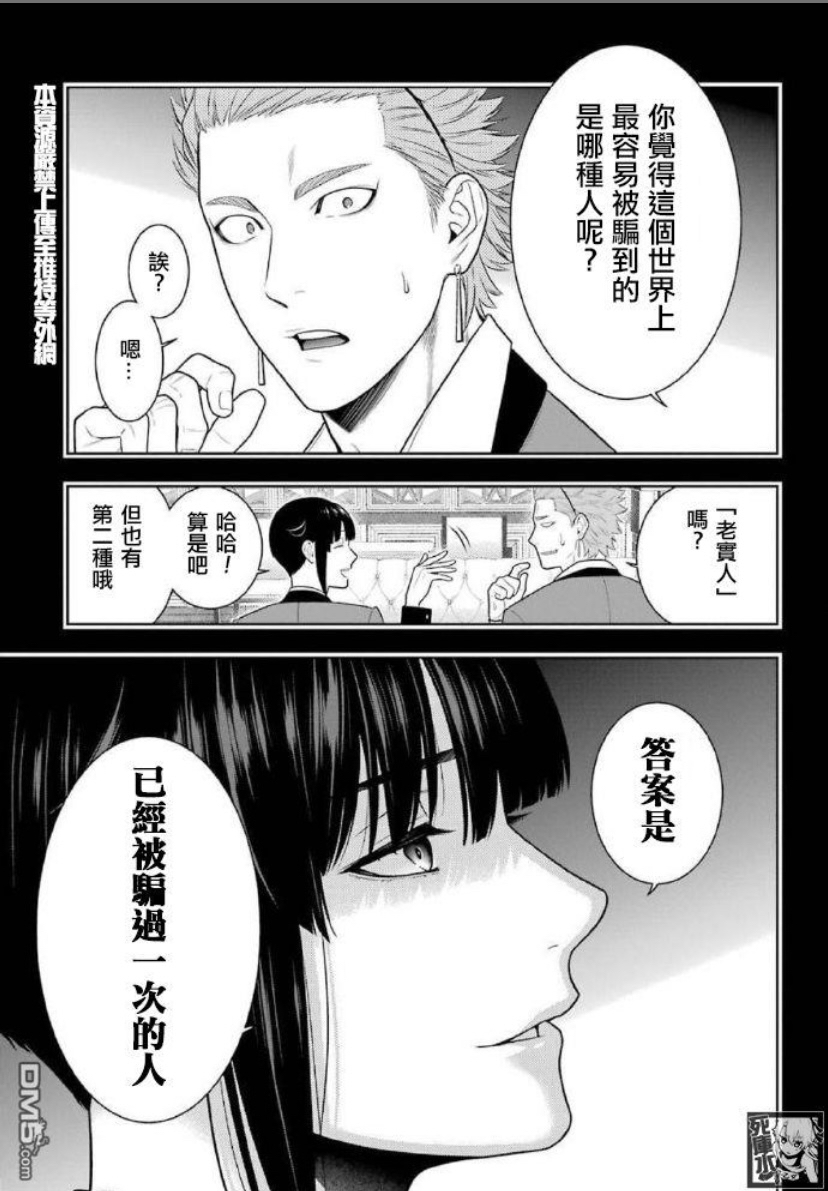 你覺得這個世界上
最容易被騙到的
是哪種人呢?
誒?
嗯…
本資源嚴禁上傳至推特等外網
「老實人」
嗎?
哈哈!
算是吧
但也有
第二種哦
答案是
已經被騙過一次的人
DM5
死庫水